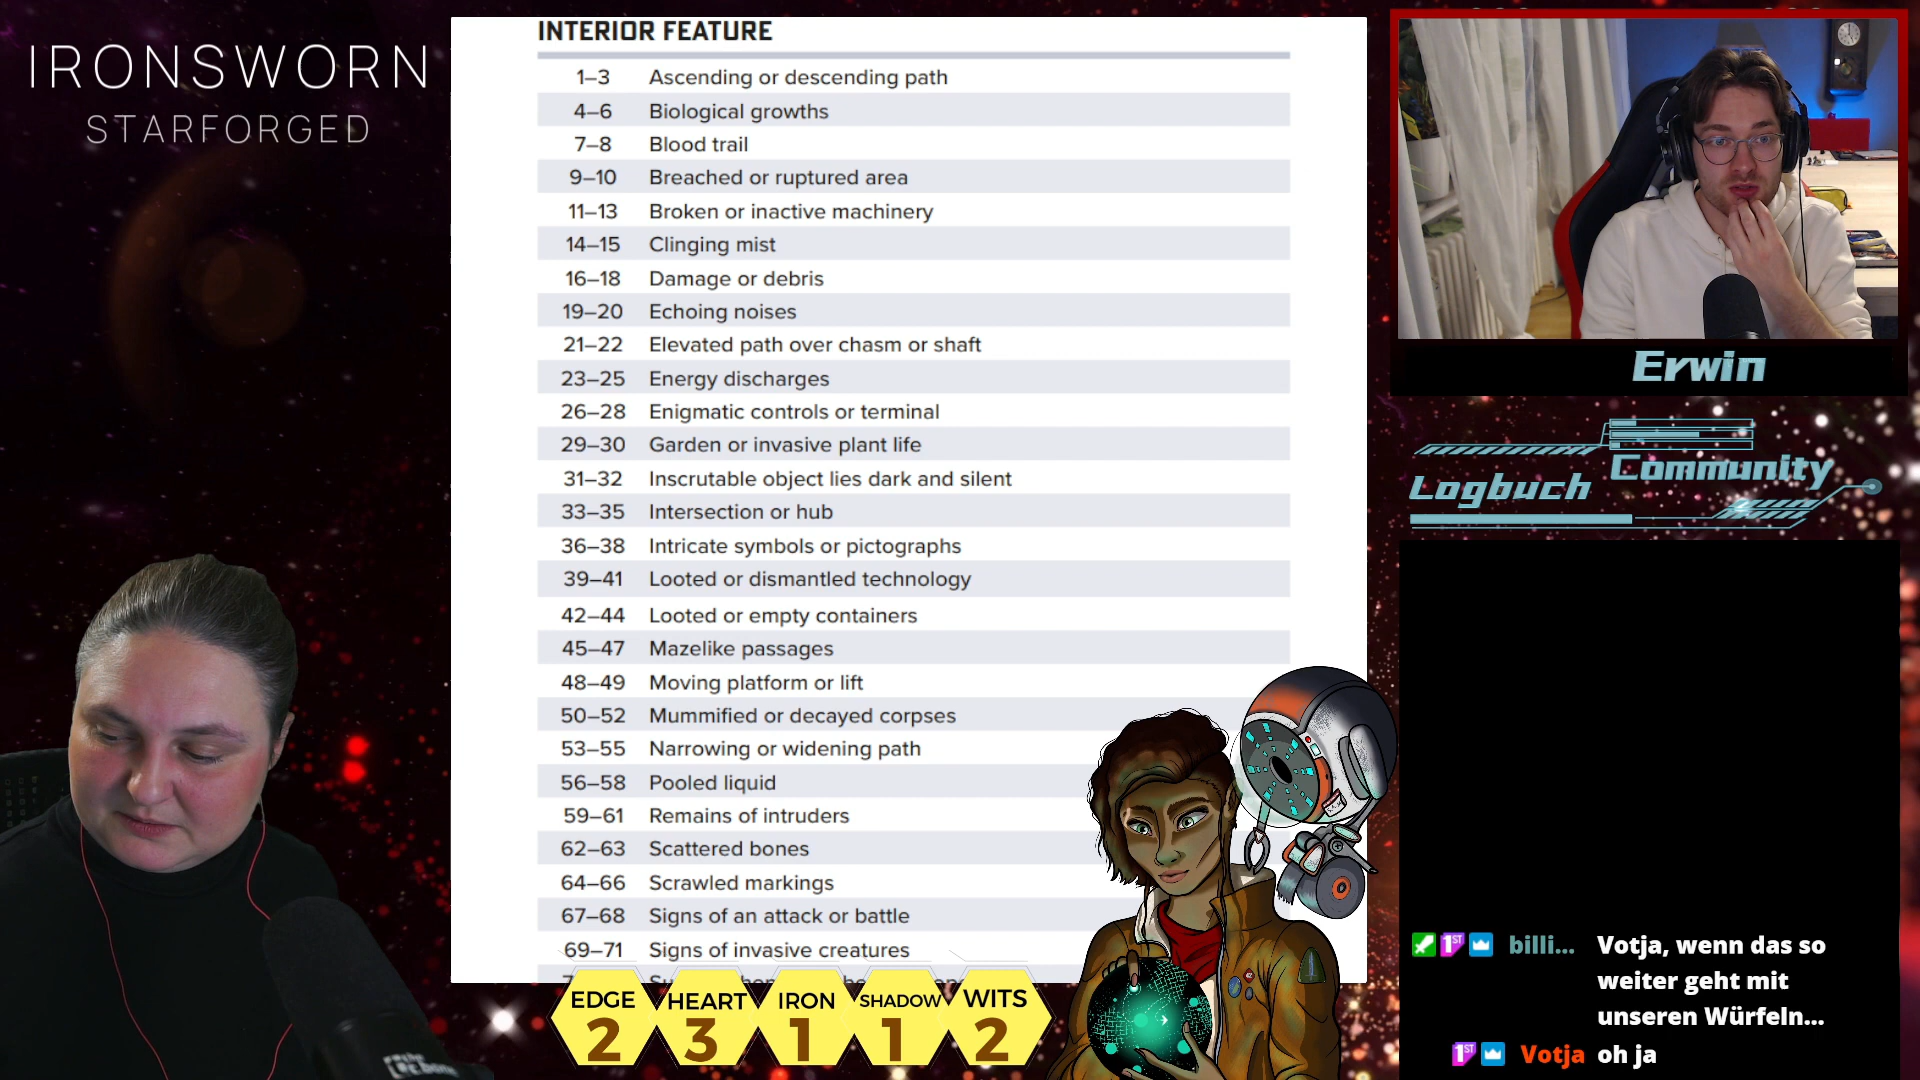 IRONSWORN
STARFORGED
INTERIOR FEATURE
1–3 Ascending or descending path
4–6 Biological growths
7–8 Blood trail
9–10 Breached or ruptured area
11–13 Broken or inactive machinery
14–15 Clinging mist
16–18 Damage or debris
19–20 Echoing noises
21–22 Elevated path over chasm or shaft
23–25 Energy discharges
26–28 Enigmatic controls or terminal
29–30 Garden or invasive plant life
31–32 Inscrutable object lies dark and silent
33–35 Intersection or hub
36–38 Intricate symbols or pictographs
39–41 Looted or dismantled technology
42–44 Looted or empty containers
45–47 Mazelike passages
48–49 Moving platform or lift
50–52 Mummified or decayed corpses
53–55 Narrowing or widening path
56–58 Pooled liquid
59–61 Remains of intruders
62–63 Scattered bones
64–66 Scrawled markings
67–68 Signs of an attack or battle
69–71 Signs of invasive creatures
EDGE
2
HEART
3
IRON
1
SHADOW
1
WITS
2
Erwin
Logbuch Community
1ST billi... Votja, wenn das so
weiter geht mit
unseren Würfeln...
1ST Votja oh ja